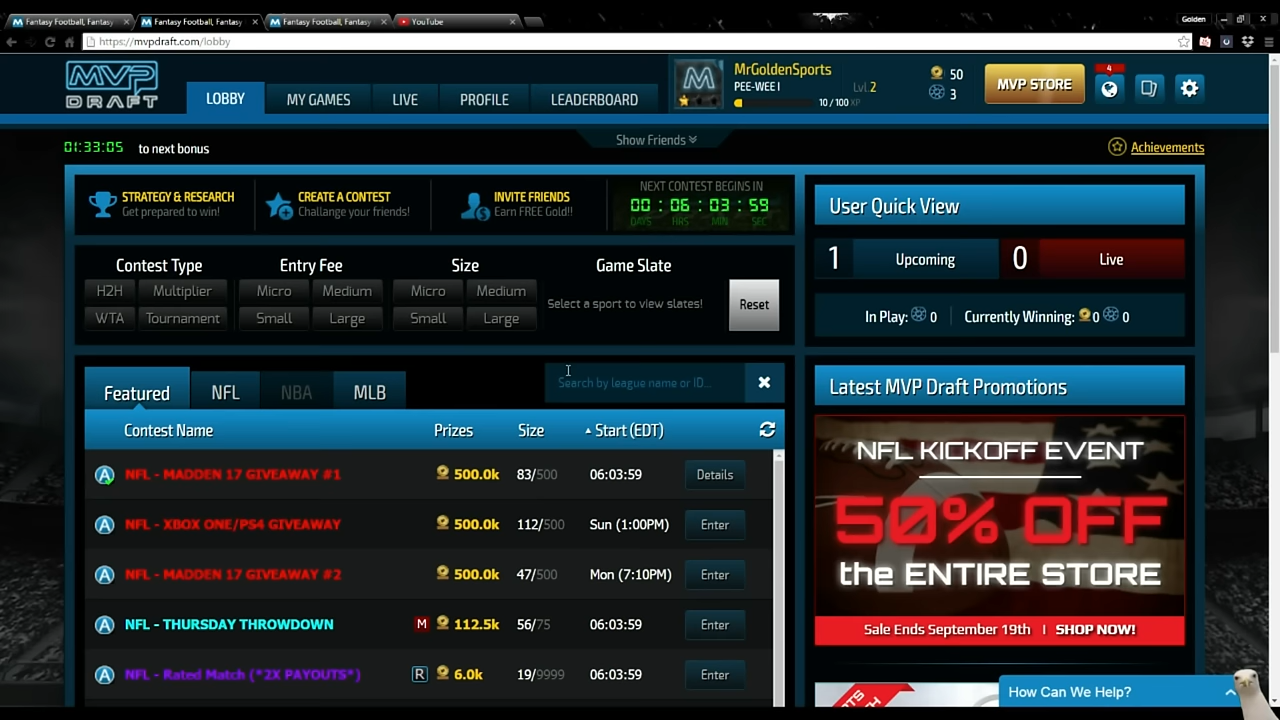 Fantasy Football, Fantasy
Fantasy Football, Fantasy
Fantasy Football, Fantasy
YouTube
Golden
https://mvpdraft.com/lobby
MVP DRAFT
LOBBY
MY GAMES
LIVE
PROFILE
LEADERBOARD
MrGoldenSports
PEE-WEE I
Lvl.2
10 / 100 XP
50
3
MVP STORE
4
01:33:05 to next bonus
Show Friends
Achievements
STRATEGY & RESEARCH
Get prepared to win!
CREATE A CONTEST
Challange your friends!
INVITE FRIENDS
Earn FREE Gold!!
NEXT CONTEST BEGINS IN
00 : 06 : 03 : 59
DAYS HRS MIN SEC
Contest Type
H2H Multiplier
WTA Tournament
Entry Fee
Micro Medium
Small Large
Size
Micro Medium
Small Large
Game Slate
Select a sport to view slates!
Reset
Featured
NFL
NBA
MLB
Search by league name or ID...
Contest Name Prizes Size Start (EDT)
A NFL - MADDEN 17 GIVEAWAY #1 500.0k 83/500 06:03:59 Details
A NFL - XBOX ONE/PS4 GIVEAWAY 500.0k 112/500 Sun (1:00PM) Enter
A NFL - MADDEN 17 GIVEAWAY #2 500.0k 47/500 Mon (7:10PM) Enter
A NFL - THURSDAY THROWDOWN M 112.5k 56/75 06:03:59 Enter
A NFL - Rated Match (*2X PAYOUTS*) R 6.0k 19/9999 06:03:59 Enter
User Quick View
1 Upcoming 0 Live
In Play: 0 Currently Winning: 0 0
Latest MVP Draft Promotions
NFL KICKOFF EVENT
50% OFF
the ENTIRE STORE
Sale Ends September 19th | SHOP NOW!
How Can We Help?